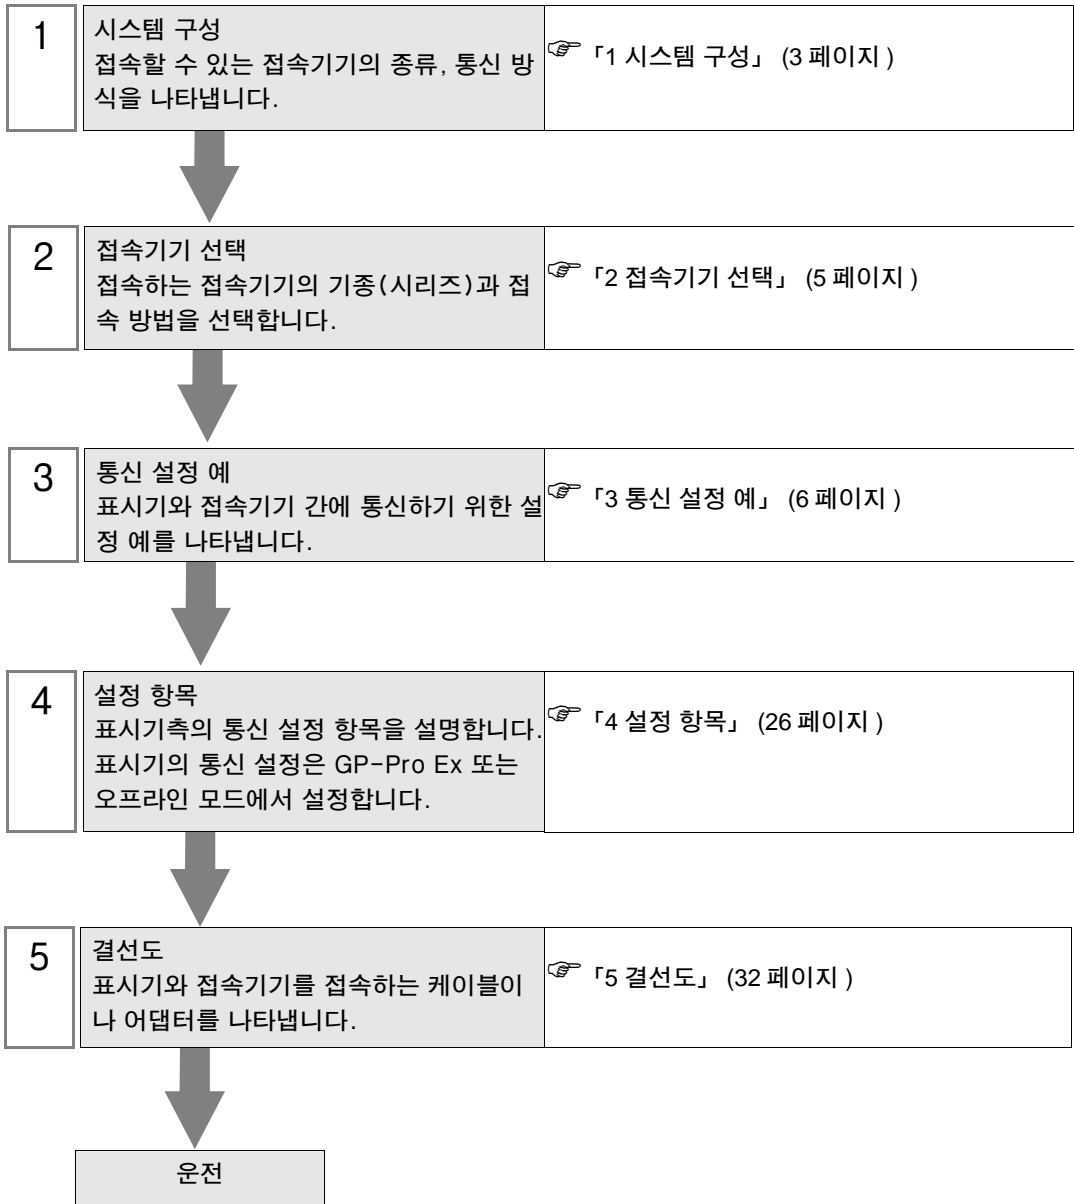 1
시스템 구성
접속할 수 있는 접속기기의 종류, 통신 방
식을 나타냅니다.
☞ 「1 시스템 구성」 (3 페이지 )
2
접속기기 선택
접속하는 접속기기의 기종(시리즈)과 접
속 방법을 선택합니다.
☞ 「2 접속기기 선택」 (5 페이지 )
3
통신 설정 예
표시기와 접속기기 간에 통신하기 위한 설
정 예를 나타냅니다.
☞ 「3 통신 설정 예」 (6 페이지 )
4
설정 항목
표시기측의 통신 설정 항목을 설명합니다.
표시기의 통신 설정은 GP-Pro Ex 또는
오프라인 모드에서 설정합니다.
☞ 「4 설정 항목」 (26 페이지 )
5
결선도
표시기와 접속기기를 접속하는 케이블이
나 어댑터를 나타냅니다.
☞ 「5 결선도」 (32 페이지 )
운전